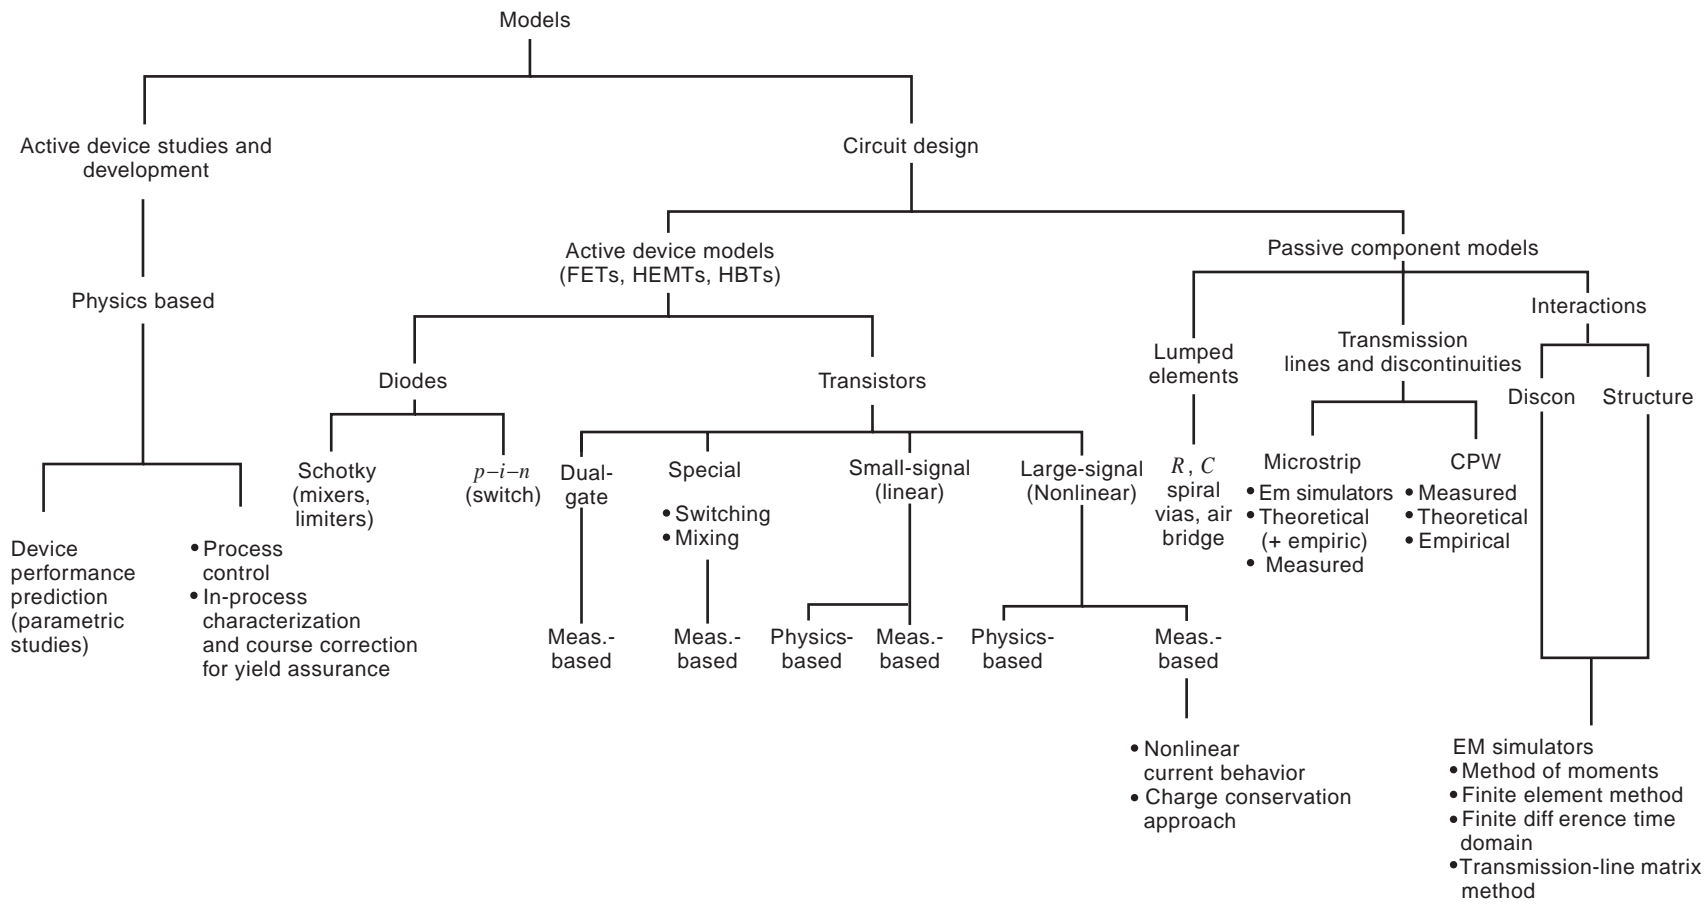 Models
Active device studies and
development
Circuit design
Physics based
Device
performance
prediction
(parametric
studies)
• Process
control
• In-process
characterization
and course correction
for yield assurance
Active device models
(FETs, HEMTs, HBTs)
Diodes
Schotky
(mixers,
limiters)
p–i–n
(switch)
Transistors
Dual-
gate
Meas.-
based
Special
• Switching
• Mixing
Meas.-
based
Small-signal
(linear)
Physics-
based
Meas.-
based
Large-signal
(Nonlinear)
Physics-
based
Meas.-
based
• Nonlinear
current behavior
• Charge conservation
approach
Passive component models
Lumped
elements
R, C
spiral
vias, air
bridge
Transmission
lines and discontinuities
Microstrip
• Em simulators
• Theoretical
(+ empiric)
• Measured
CPW
• Measured
• Theoretical
• Empirical
Interactions
Discon
Structure
EM simulators
• Method of moments
• Finite element method
• Finite diff erence time
domain
• Transmission-line matrix
method